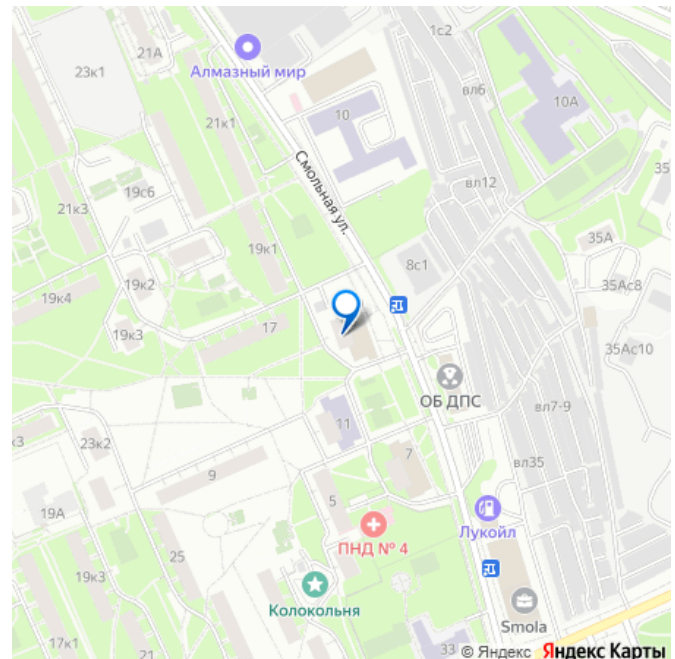 1с2
21А
23к1
Алмазный мир
вл6
10А
10
21к1
35
вл12
Смольная ул.
19с6
21к3
35А
19к1
8с1
19к2
35Ас8
19к4
17
19к3
35Ас10
ОБ ДПС
вл7-9
11
к3
23к2
7
вл35
9
5
Лукойл
19А
ПНД № 4
25
19к3
Колокольня
Smola
17к1
33
© Яндекс Яндекс Карты